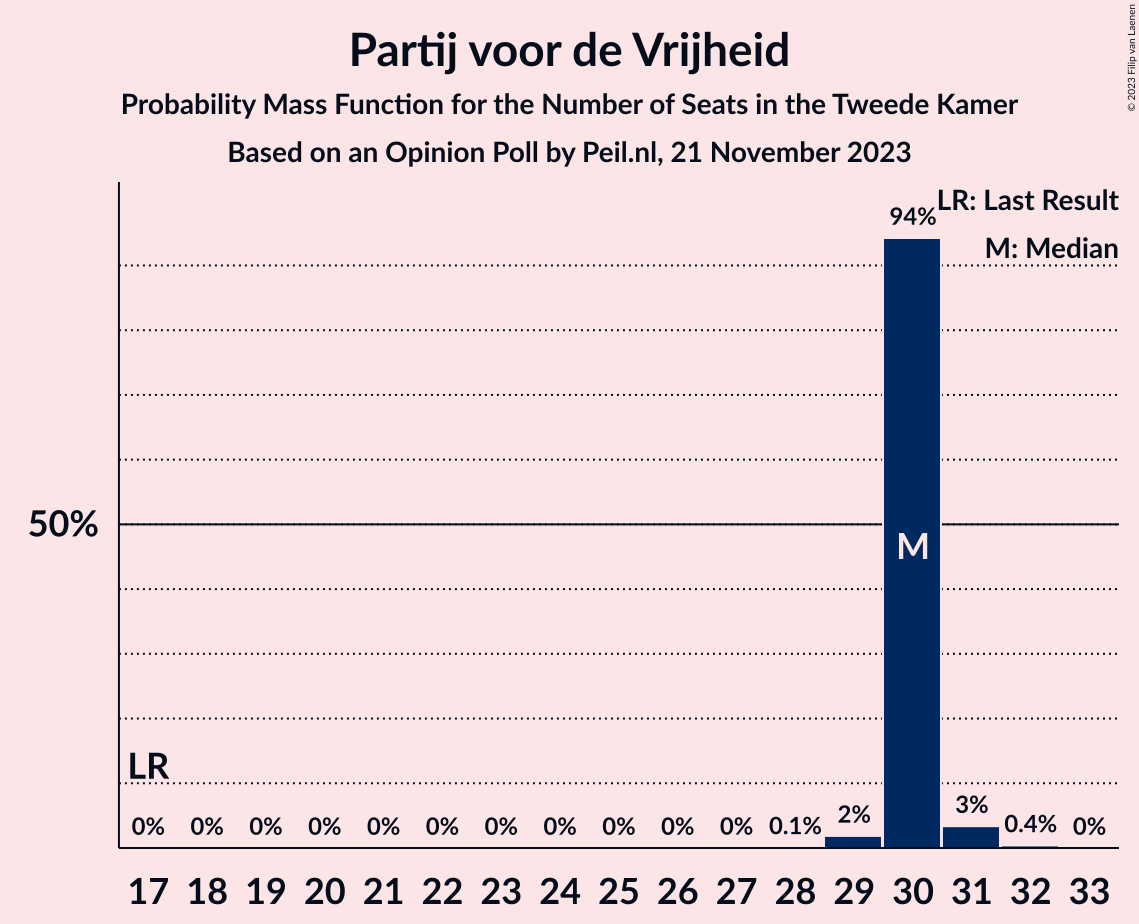 Partij voor de Vrijheid
Probability Mass Function for the Number of Seats in the Tweede Kamer
Based on an Opinion Poll by Peil.nl, 21 November 2023
© 2023 Filip van Laenen
LR: Last Result
M: Median
94%
50%
M
LR
0% 0% 0% 0% 0% 0% 0% 0% 0% 0% 0% 0.1% 2% 3% 0.4% 0%
17 18 19 20 21 22 23 24 25 26 27 28 29 30 31 32 33